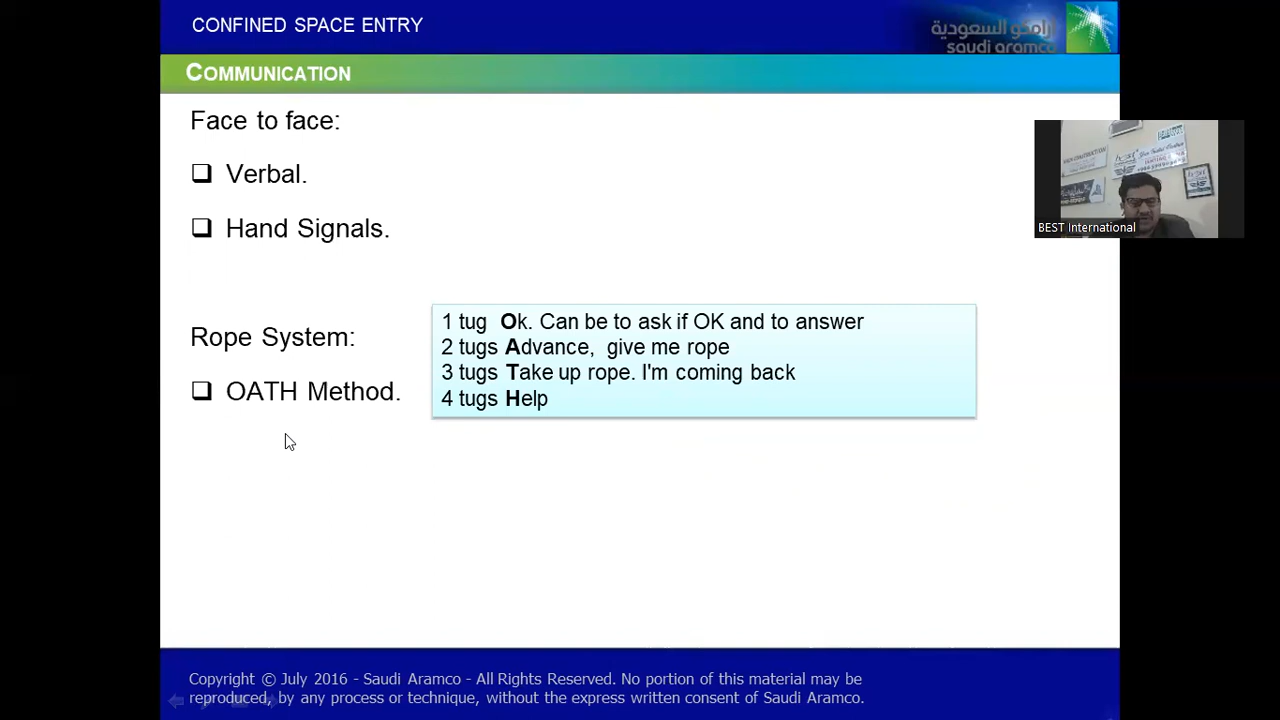 CONFINED SPACE ENTRY
أرامكو السعودية
saudi aramco
COMMUNICATION
Face to face:
❑ Verbal.
❑ Hand Signals.
BEST International
Rope System:
❑ OATH Method.
1 tug Ok. Can be to ask if OK and to answer
2 tugs Advance, give me rope
3 tugs Take up rope. I'm coming back
4 tugs Help
Copyright © July 2016 - Saudi Aramco - All Rights Reserved. No portion of this material may be
reproduced, by any process or technique, without the express written consent of Saudi Aramco.